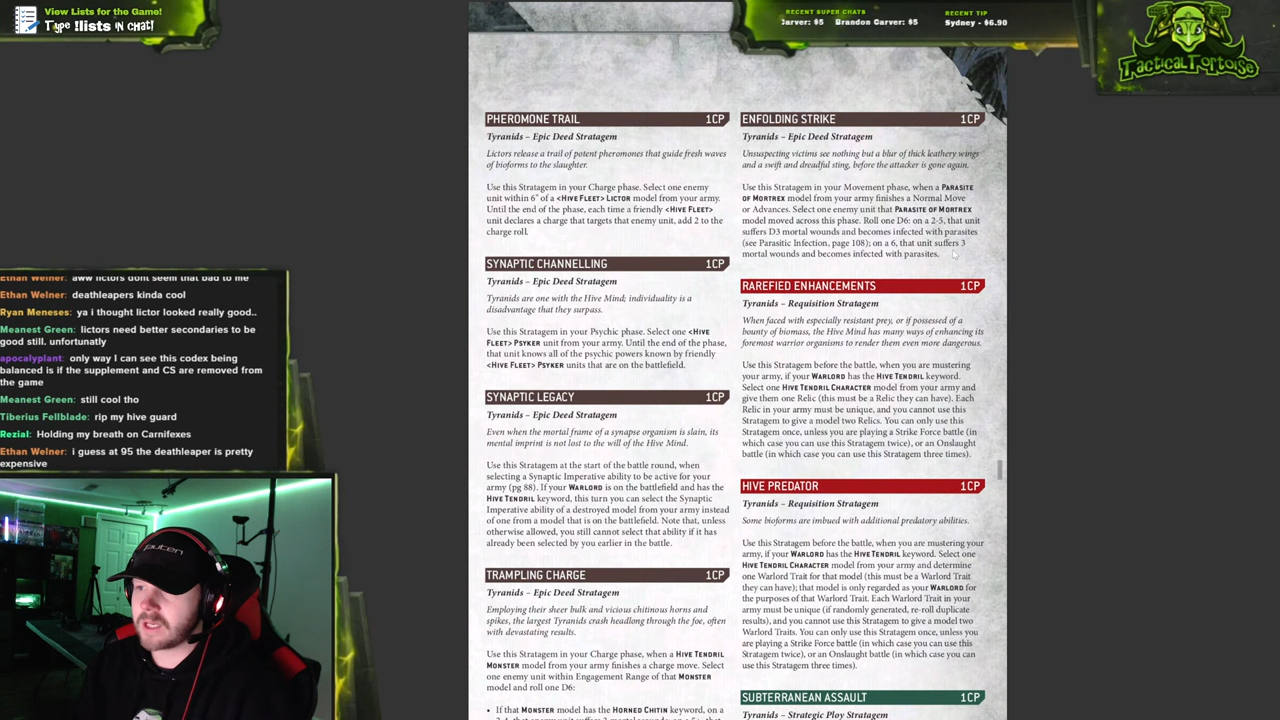 View Lists for the Game!
Type !lists in chat!
RECENT SUPER CHATS
Carver: $5 Brandon Carver: $5
RECENT TIP
Sydney - $6.90
TacticalTortoise
PHEROMONE TRAIL 1CP
Tyranids – Epic Deed Stratagem
Lictors release a trail of potent pheromones that guide fresh waves
of bioforms to the slaughter.
Use this Stratagem in your Charge phase. Select one enemy
unit within 6" of a <HIVE FLEET> LICTOR model from your army.
Until the end of the phase, each time a friendly <HIVE FLEET>
unit declares a charge that targets that enemy unit, add 2 to the
charge roll.
SYNAPTIC CHANNELLING 1CP
Tyranids – Epic Deed Stratagem
Tyranids are one with the Hive Mind; individuality is a
disadvantage that they surpass.
Use this Stratagem in your Psychic phase. Select one <HIVE
FLEET> PSYKER unit from your army. Until the end of the phase,
that unit knows all of the psychic powers known by friendly
<HIVE FLEET> PSYKER units that are on the battlefield.
SYNAPTIC LEGACY 1CP
Tyranids – Epic Deed Stratagem
Even when the mortal frame of a synapse organism is slain, its
mental imprint is not lost to the will of the Hive Mind.
Use this Stratagem at the start of the battle round, when
selecting a Synaptic Imperative ability to be active for your
army (pg 88). If your WARLORD is on the battlefield and has the
HIVE TENDRIL keyword, this turn you can select the Synaptic
Imperative ability of a destroyed model from your army instead
of one from a model that is on the battlefield. Note that, unless
otherwise allowed, you still cannot select that ability if it has
already been selected by you earlier in the battle.
TRAMPLING CHARGE 1CP
Tyranids – Epic Deed Stratagem
Employing their sheer bulk and vicious chitinous horns and
spikes, the largest Tyranids crash headlong through the foe, often
with devastating results.
Use this Stratagem in your Charge phase, when a HIVE TENDRIL
MONSTER model from your army finishes a charge move. Select
one enemy unit within Engagement Range of that MONSTER
model and roll one D6:
• If that MONSTER model has the HORNED CHITIN keyword, on a
ENFOLDING STRIKE 1CP
Tyranids – Epic Deed Stratagem
Unsuspecting victims see nothing but a blur of thick leathery wings
and a swift and dreadful sting, before the attacker is gone again.
Use this Stratagem in your Movement phase, when a PARASITE
OF MORTREX model from your army finishes a Normal Move
or Advances. Select one enemy unit that PARASITE OF MORTREX
model moved across this phase. Roll one D6: on a 2-5, that unit
suffers D3 mortal wounds and becomes infected with parasites
(see Parasitic Infection, page 108); on a 6, that unit suffers 3
mortal wounds and becomes infected with parasites.
RAREFIED ENHANCEMENTS 1CP
Tyranids – Requisition Stratagem
When faced with especially resistant prey, or if possessed of a
bounty of biomass, the Hive Mind has many ways of enhancing its
foremost warrior organisms to render them even more dangerous.
Use this Stratagem before the battle, when you are mustering
your army, if your WARLORD has the HIVE TENDRIL keyword.
Select one HIVE TENDRIL CHARACTER model from your army and
give them one Relic (this must be a Relic they can have). Each
Relic in your army must be unique, and you cannot use this
Stratagem to give a model two Relics. You can only use this
Stratagem once, unless you are playing a Strike Force battle (in
which case you can use this Stratagem twice), or an Onslaught
battle (in which case you can use this Stratagem three times).
HIVE PREDATOR 1CP
Tyranids – Requisition Stratagem
Some bioforms are imbued with additional predatory abilities.
Use this Stratagem before the battle, when you are mustering your
army, if your WARLORD has the HIVE TENDRIL keyword. Select one
HIVE TENDRIL CHARACTER model from your army and determine
one Warlord Trait for that model (this must be a Warlord Trait
they can have); that model is only regarded as your WARLORD for
the purposes of that Warlord Trait. Each Warlord Trait in your
army must be unique (if randomly generated, re-roll duplicate
results), and you cannot use this Stratagem to give a model two
Warlord Traits. You can only use this Stratagem once, unless you
are playing a Strike Force battle (in which case you can use this
Stratagem twice), or an Onslaught battle (in which case you can
use this Stratagem three times).
SUBTERRANEAN ASSAULT 1CP
Tyranids – Strategic Ploy Stratagem
Ethan Welner: aww lictors dont seem that bad to me
Ethan Welner: deathleapers kinda cool
Ryan Meneses: ya i thought lictor looked really good..
Meanest Green: lictors need better secondaries to
be good still, unfortunately
apocalyplant: only way I can see this codex being
balanced is if the supplement and CS are removed from
the game
Meanest Green: still cool tho
Tiberius Fellblade: rip my hive guard
Rezial: Holding my breath on Carnifexes
Ethan Welner: i guess at 95 the deathleaper is pretty
expensive